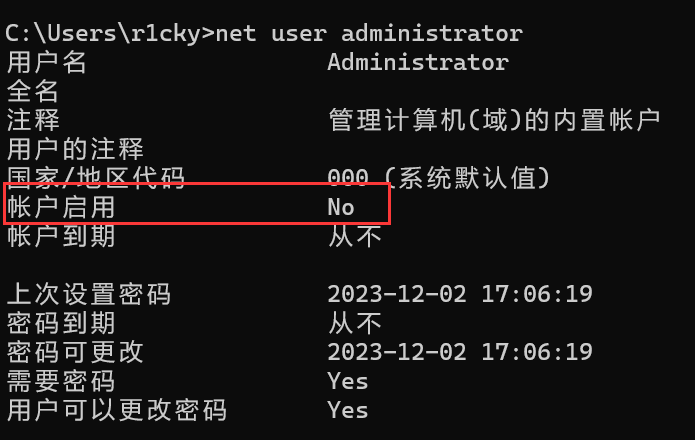 C:\Users\r1cky>net user administrator
用户名 Administrator
全名
注释 管理计算机(域)的内置帐户
用户的注释
国家/地区代码 000 (系统默认值)
帐户启用 No
帐户到期 从不
上次设置密码 2023-12-02 17:06:19
密码到期 从不
密码可更改 2023-12-02 17:06:19
需要密码 Yes
用户可以更改密码 Yes